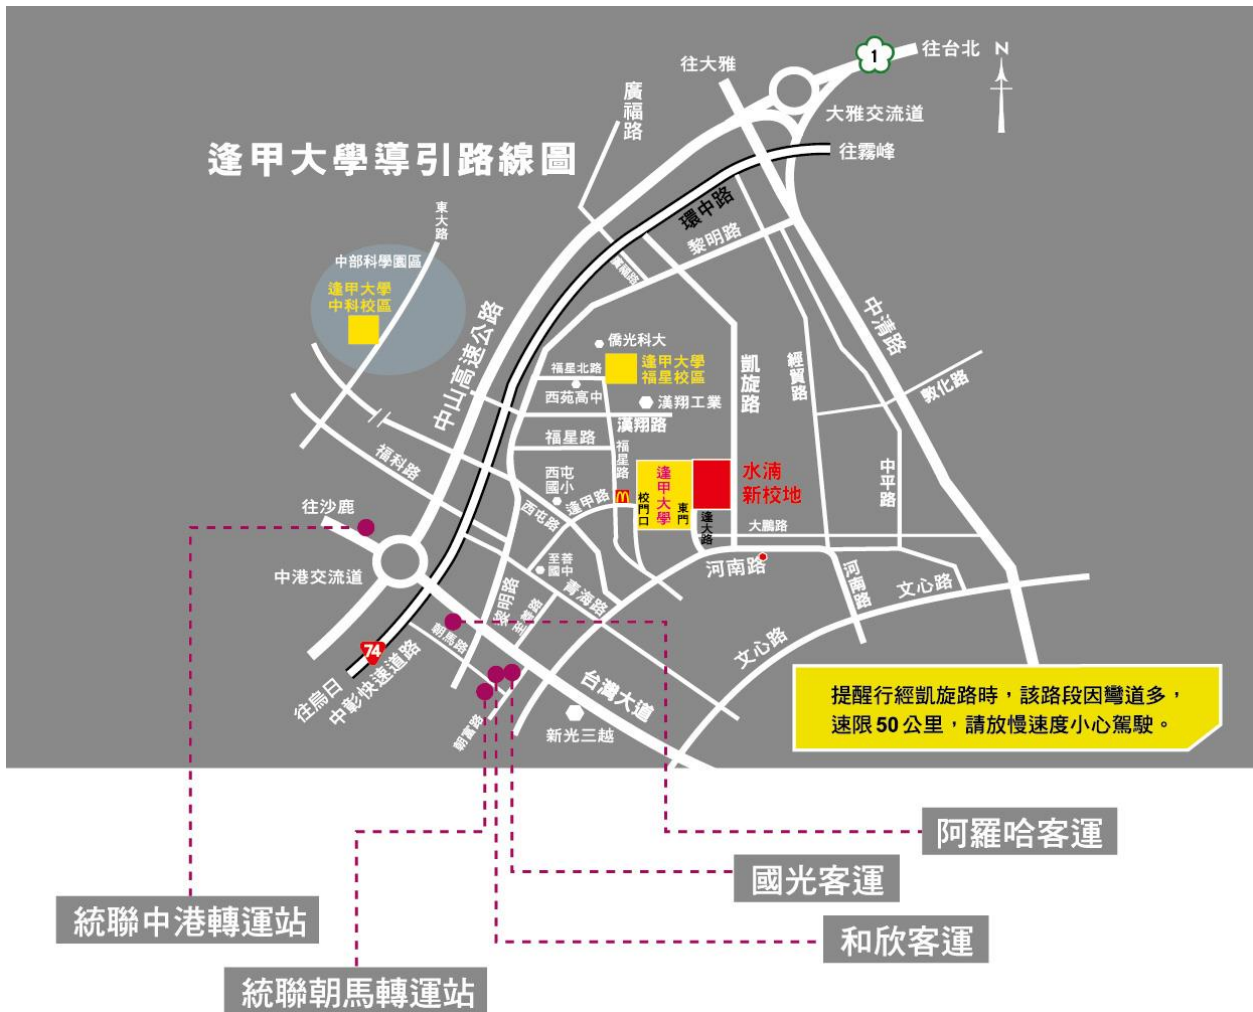 往台北
1
N
往大雅
大雅交流道
廣福路
往霧峰
逢甲大學導引路線圖
環中路
黎明路
東大路
中部科學園區
逢甲大學
中科校區
廣福路
中山高速公路
中清路
僑光科大
福星北路
逢甲大學
福星校區
西苑高中
漢翔工業
凱旋路
經貿路
敦化路
漢翔路
福星路
福星路
福科路
西屯
國小
逢甲路
西屯路
校門口
逢甲大學
東門
水湳
新校地
中平路
逢大路
大鵬路
往沙鹿
中港交流道
至善
國中
河南路
河南路
文心路
青海路
黎明路
至善路
朝馬路
文心路
74
往烏日
中彰快速道路
台灣大道
朝富路
新光三越
提醒行經凱旋路時，該路段因彎道多，
速限50公里，請放慢速度小心駕駛。
阿羅哈客運
國光客運
統聯中港轉運站
和欣客運
統聯朝馬轉運站